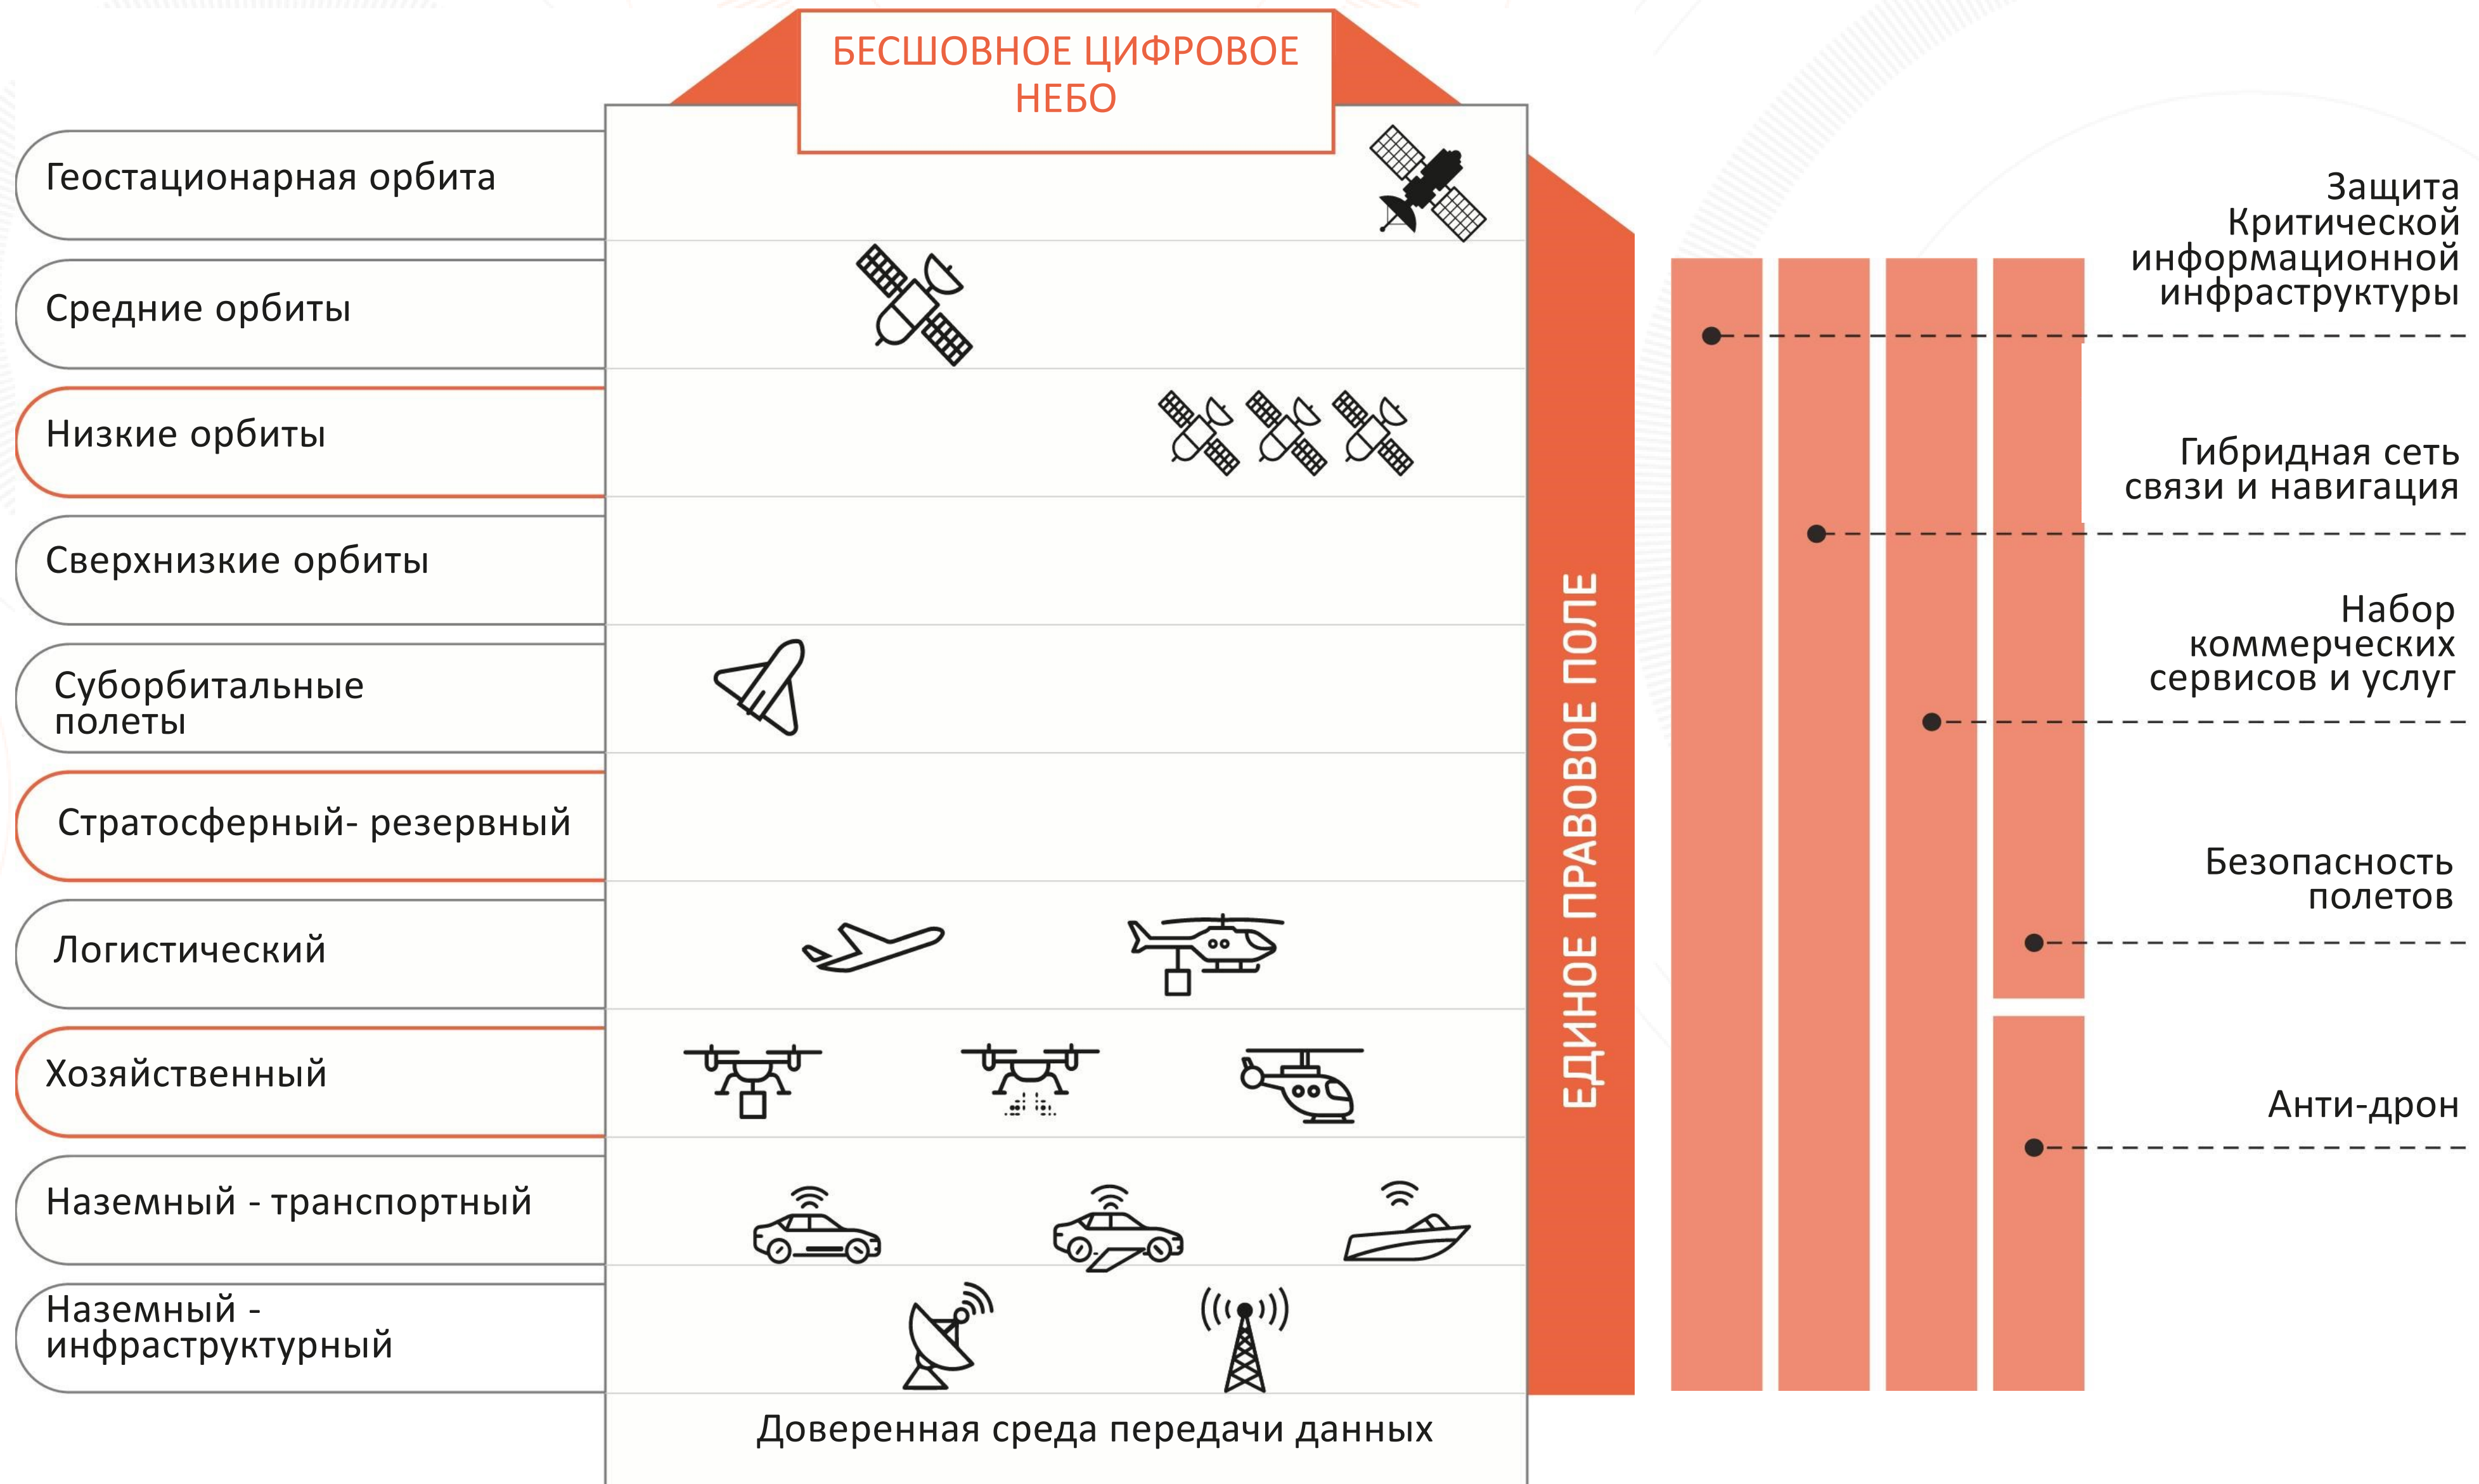 БЕСШОВНОЕ ЦИФРОВОЕ
НЕБО
Геостационарная орбита
Средние орбиты
Низкие орбиты
Сверхнизкие орбиты
Суборбитальные
полеты
Стратосферный- резервный
Логистический
Хозяйственный
Наземный - транспортный
Наземный -
инфраструктурный
Доверенная среда передачи данных
ЕДИНОЕ ПРАВОВОЕ ПОЛЕ
Защита
Критической
информационной
инфраструктуры
Гибридная сеть
связи и навигация
Набор
коммерческих
сервисов и услуг
Безопасность
полетов
Анти-дрон